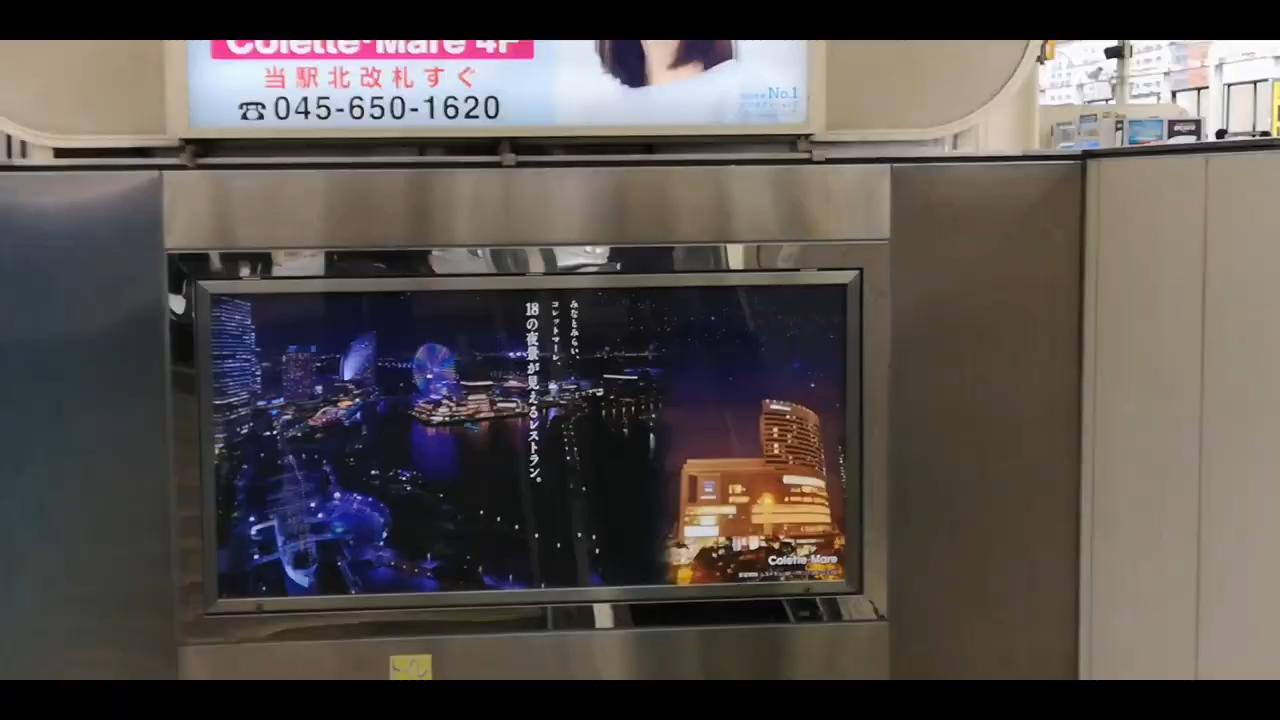 Colette·Mare 4F
当駅北改札すぐ
☎045-650-1620
No.1
みなとみらい、
コレットマーレ。
18の夜景が見えるレストラン。
Colette·Mare